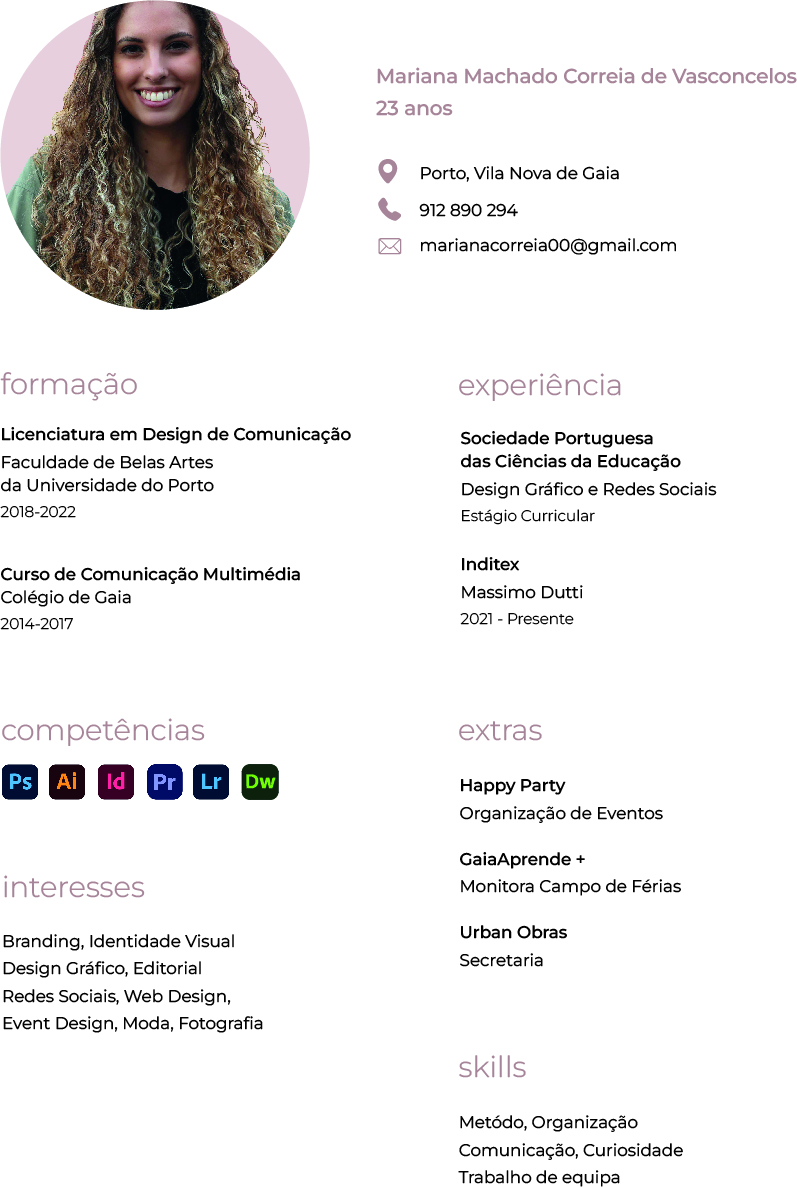 Mariana Machado Correia de Vasconcelos
23 anos
Porto, Vila Nova de Gaia
912 890 294
marianacorreia00@gmail.com
formação
Licenciatura em Design de Comunicação
Faculdade de Belas Artes
da Universidade do Porto
2018-2022
Curso de Comunicação Multimédia
Colégio de Gaia
2014-2017
experiência
Sociedade Portuguesa
das Ciências da Educação
Design Gráfico e Redes Sociais
Estágio Curricular
Inditex
Massimo Dutti
2021 - Presente
competências
Ps Ai Id Pr Lr Dw
interesses
Branding, Identidade Visual
Design Gráfico, Editorial
Redes Sociais, Web Design,
Event Design, Moda, Fotografia
extras
Happy Party
Organização de Eventos
GaiaAprende +
Monitora Campo de Férias
Urban Obras
Secretaria
skills
Metódo, Organização
Comunicação, Curiosidade
Trabalho de equipa